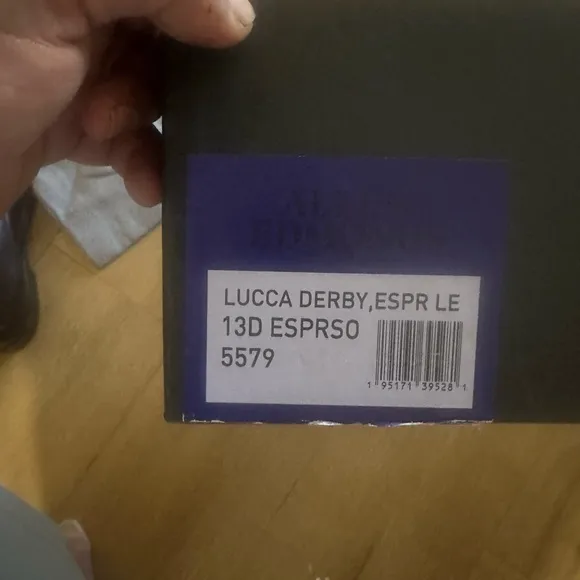 LUCCA DERBY,ESPR LE
13D ESPRSO
5579
1 95171 39528 1